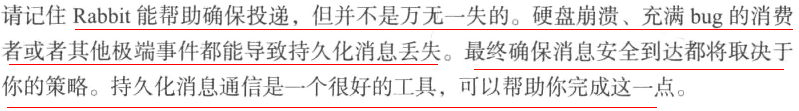 请记住 Rabbit 能帮助确保投递，但并不是万无一失的。硬盘崩溃、充满 bug 的消费
者或者其他极端事件都能导致持久化消息丢失。最终确保消息安全到达都将取决于
你的策略。持久化消息通信是一个很好的工具，可以帮助你完成这一点。